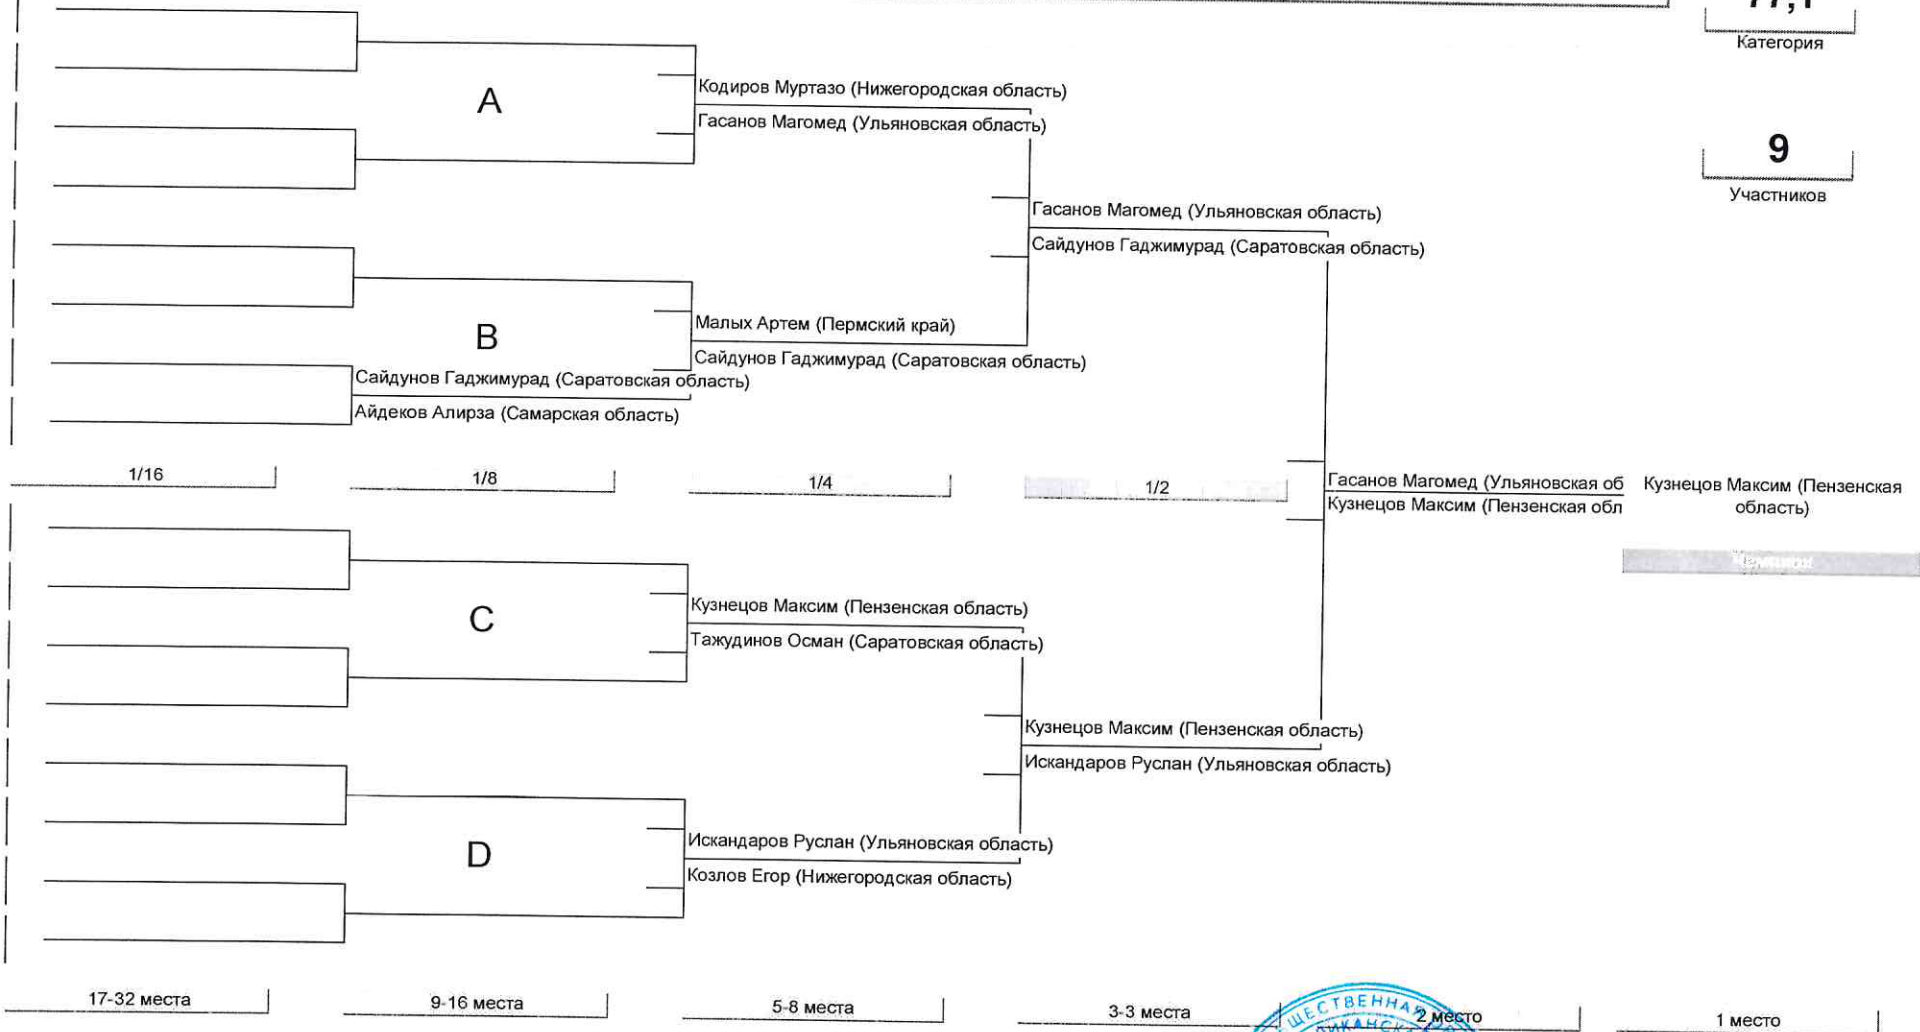 Категория
A
Кодиров Муртазо (Нижегородская область)
Гасанов Магомед (Ульяновская область)
9
Участников
Гасанов Магомед (Ульяновская область)
Сайдунов Гаджимурад (Саратовская область)
B
Малых Артем (Пермский край)
Сайдунов Гаджимурад (Саратовская область)
Сайдунов Гаджимурад (Саратовская область)
Айдеков Алирза (Самарская область)
1/16
1/8
1/4
1/2
Гасанов Магомед (Ульяновская об
Кузнецов Максим (Пензенская обл
Кузнецов Максим (Пензенская
область)
C
Кузнецов Максим (Пензенская область)
Тажудинов Осман (Саратовская область)
Кузнецов Максим (Пензенская область)
Искандаров Руслан (Ульяновская область)
D
Искандаров Руслан (Ульяновская область)
Козлов Егор (Нижегородская область)
17-32 места
9-16 места
5-8 места
3-3 места
2 место
1 место